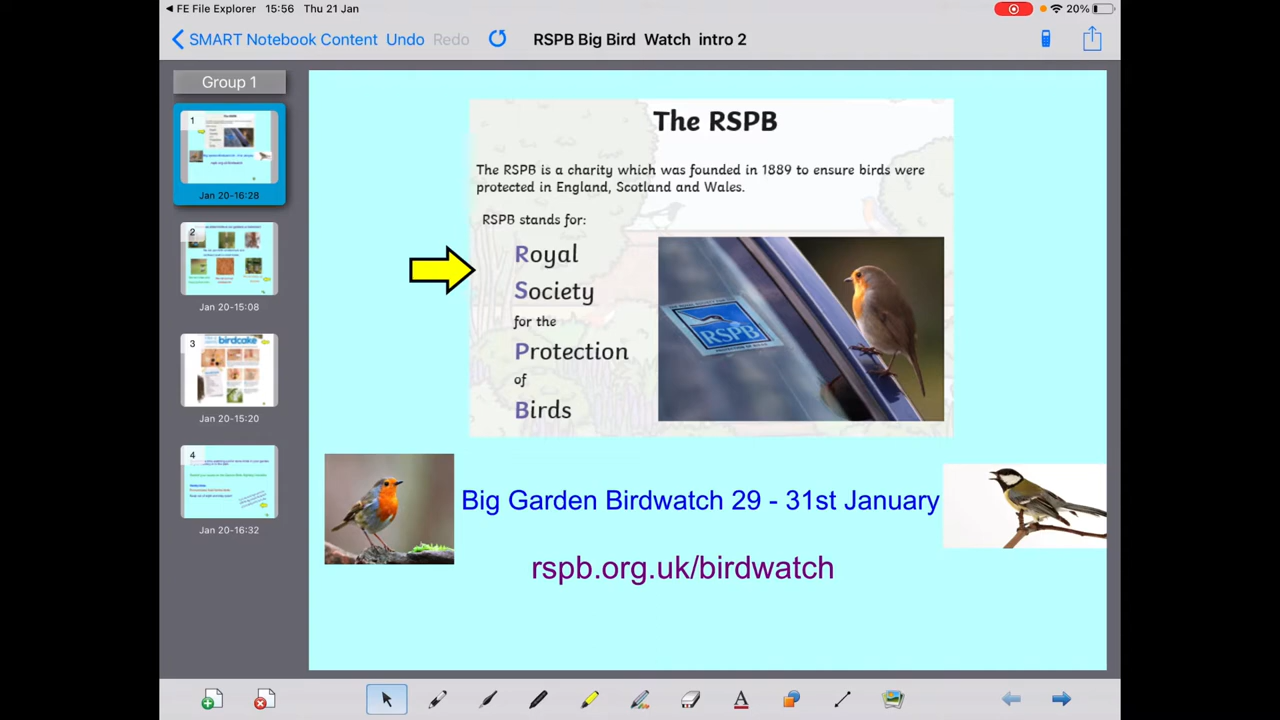 FE File Explorer 15:56 Thu 21 Jan 20%
SMART Notebook Content Undo Redo RSPB Big Bird Watch intro 2
Group 1
1
Jan 20-16:28
2
Jan 20-15:08
3
birdcake
Jan 20-15:20
4
Jan 20-16:32
The RSPB
The RSPB is a charity which was founded in 1889 to ensure birds were
protected in England, Scotland and Wales.
RSPB stands for:
Royal
Society
for the
Protection
of
Birds
RSPB
Big Garden Birdwatch 29 - 31st January
rspb.org.uk/birdwatch
A